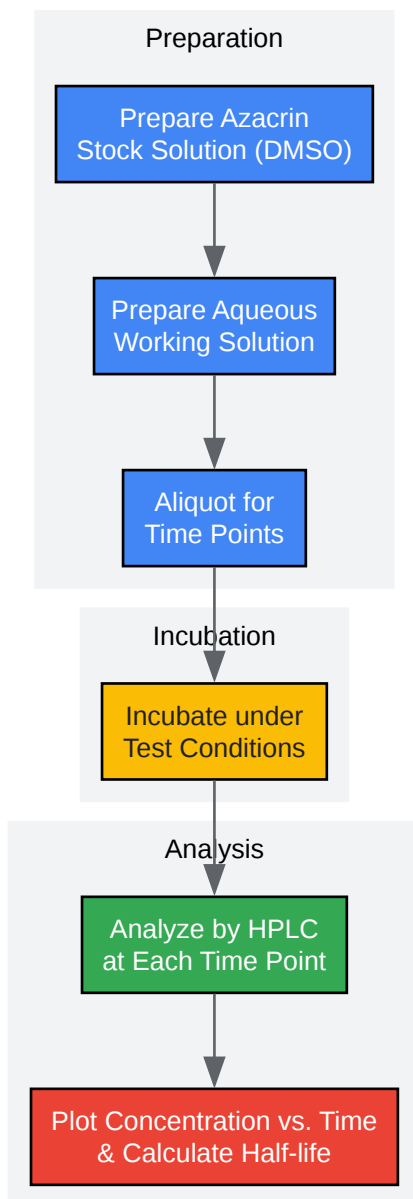 Preparation
Prepare Azacrin
Stock Solution (DMSO)
Prepare Aqueous
Working Solution
Aliquot for
Time Points
Incubation
Incubate under
Test Conditions
Analysis
Analyze by HPLC
at Each Time Point
Plot Concentration vs. Time
& Calculate Half-life